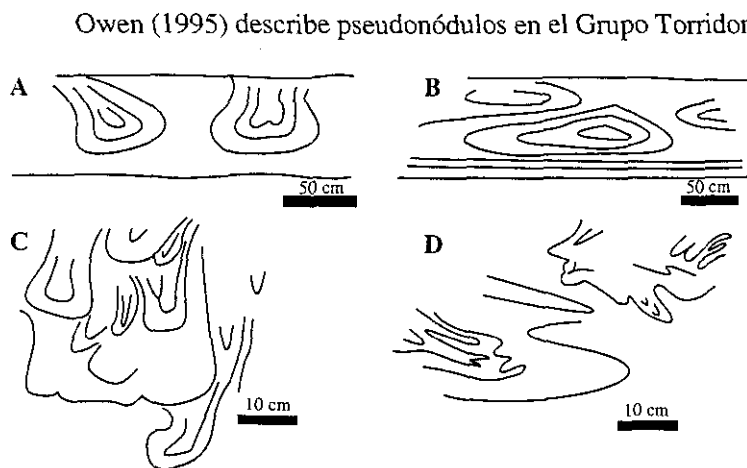 Owen (1995) describe pseudonódulos en el Grupo Torridon
A
B
50 cm
50 cm
C
D
10 cm
10 cm